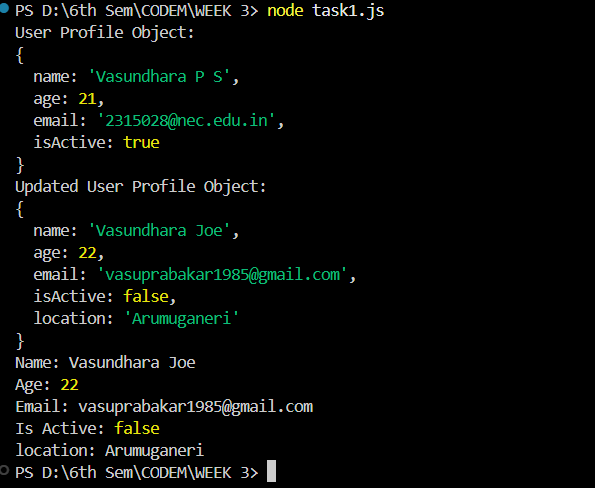 PS D:\6th Sem\CODEM\WEEK 3> node task1.js
User Profile Object:
{
  name: 'Vasundhara P S',
  age: 21,
  email: '2315028@nec.edu.in',
  isActive: true
}
Updated User Profile Object:
{
  name: 'Vasundhara Joe',
  age: 22,
  email: 'vasuprabakar1985@gmail.com',
  isActive: false,
  location: 'Arumuganeri'
}
Name: Vasundhara Joe
Age: 22
Email: vasuprabakar1985@gmail.com
Is Active: false
location: Arumuganeri
PS D:\6th Sem\CODEM\WEEK 3>